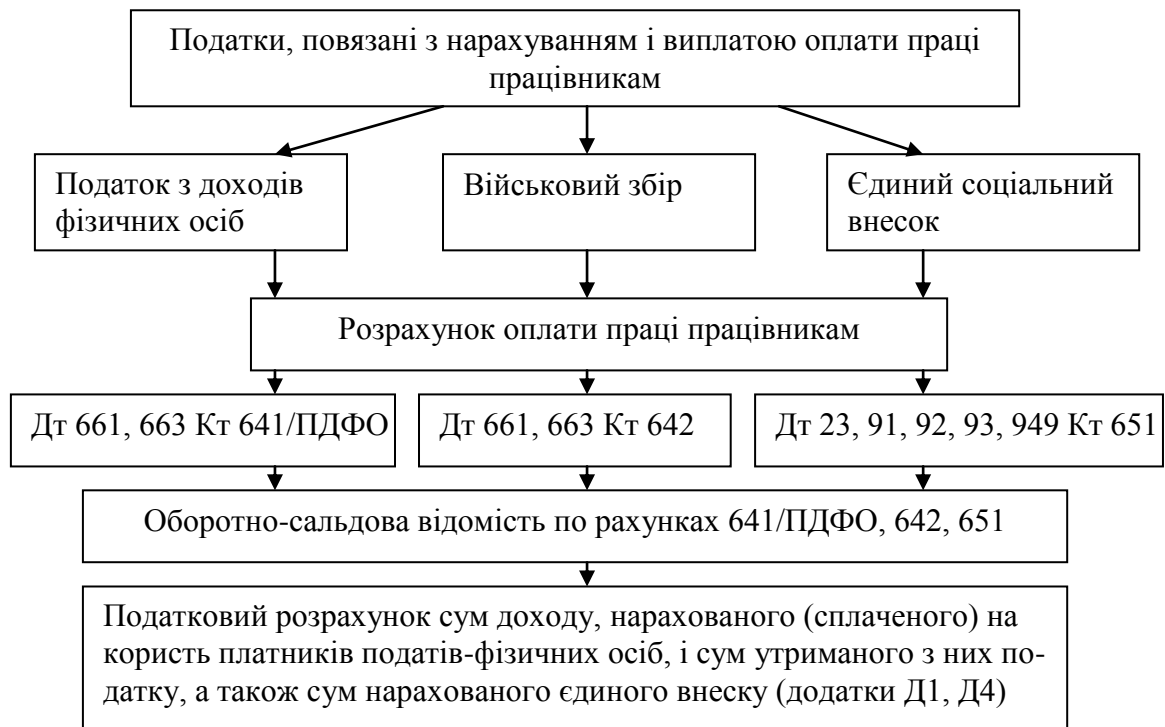 Податки, повязані з нарахуванням і виплатою оплати праці
працівникам
Податок з доходів
фізичних осіб
Військовий збір
Єдиний соціальний
внесок
Розрахунок оплати праці працівникам
Дт 661, 663 Кт 641/ПДФО
Дт 661, 663 Кт 642
Дт 23, 91, 92, 93, 949 Кт 651
Оборотно-сальдова відомість по рахунках 641/ПДФО, 642, 651
Податковий розрахунок сум доходу, нарахованого (сплаченого) на
користь платників податів-фізичних осіб, і сум утриманого з них по-
датку, а також сум нарахованого єдиного внеску (додатки Д1, Д4)